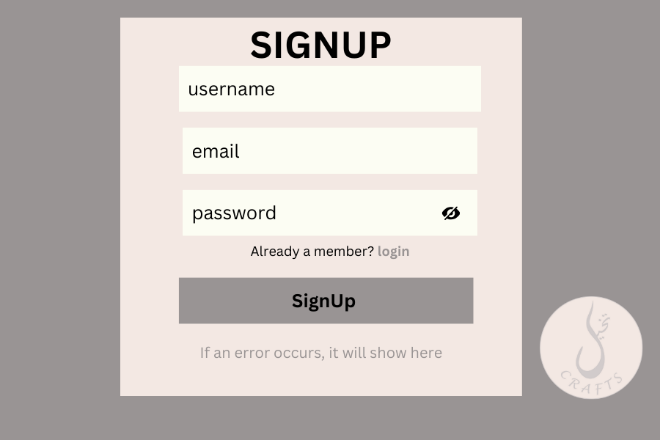 SIGNUP
username
email
password
Already a member? login
SignUp
If an error occurs, it will show here
CRAFTS